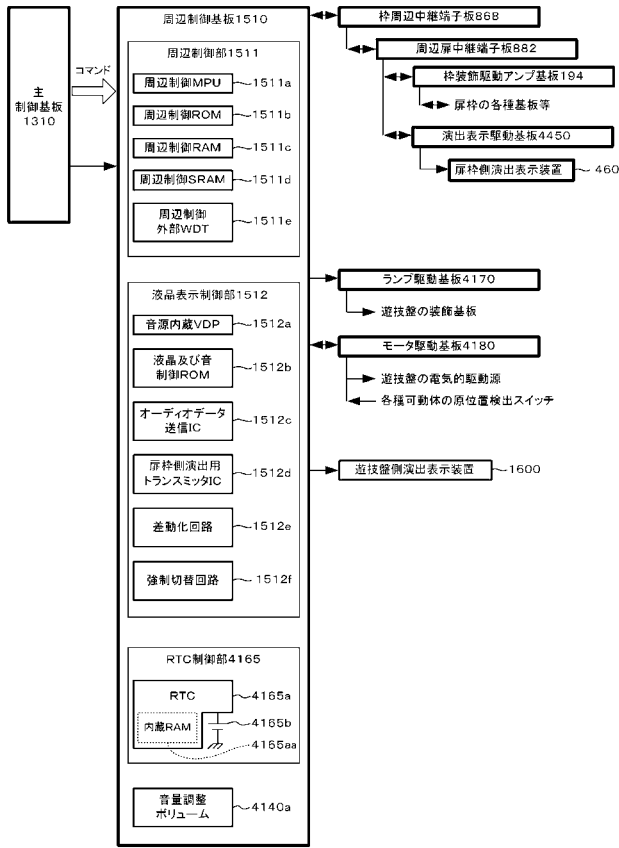 主
制御基板
1310
コマンド
周辺制御基板1510
周辺制御部1511
周辺制御MPU
1511a
周辺制御ROM
1511b
周辺制御RAM
1511c
周辺制御SRAM
1511d
周辺制御
外部WDT
1511e
液晶表示制御部1512
音源内蔵VDP
1512a
液晶及び音
制御ROM
1512b
オーディオデータ
送信IC
1512c
扉枠側演出用
トランスミッタIC
1512d
差動化回路
1512e
強制切替回路
1512f
RTC制御部4165
RTC
4165a
内蔵RAM
4165b
4165aa
音量調整
ボリューム
4140a
枠周辺中継端子板868
周辺扉中継端子板882
枠装飾駆動アンプ基板194
扉枠の各種基板等
演出表示駆動基板4450
扉枠側演出表示装置
460
ランプ駆動基板4170
遊技盤の装飾基板
モータ駆動基板4180
遊技盤の電気的駆動源
各種可動体の原位置検出スイッチ
遊技盤側演出表示装置
1600